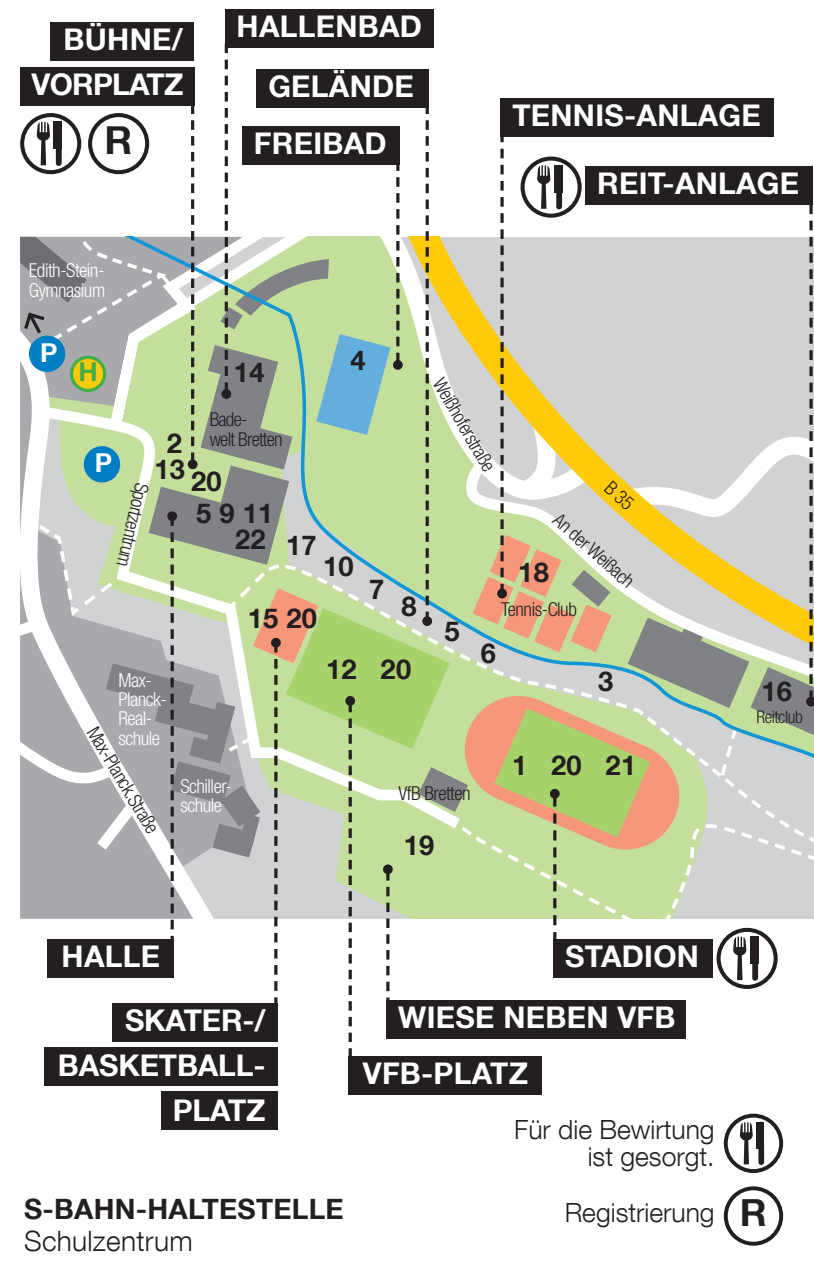 BÜHNE/
VORPLATZ
R
HALLENBAD
GELÄNDE
FREIBAD
TENNIS-ANLAGE
REIT-ANLAGE
Edith-Stein-
Gymnasium
P
H
P
14
Bade-
welt Bretten
4
Weißhoferstraße
B 35
An der Weißach
2
13
20
5 9 11
22
Sportzentrum
17
10
7
8
5
6
3
18
Tennis-Club
16
Reitclub
15 20
12 20
1 20 21
Max-
Planck-
Real-
schule
Schiller-
schule
Max-Planck.Straße
VfB Bretten
19
HALLE
SKATER-/
BASKETBALL-
PLATZ
VFB-PLATZ
WIESE NEBEN VFB
STADION
Für die Bewirtung
ist gesorgt.
Registrierung R
S-BAHN-HALTESTELLE
Schulzentrum